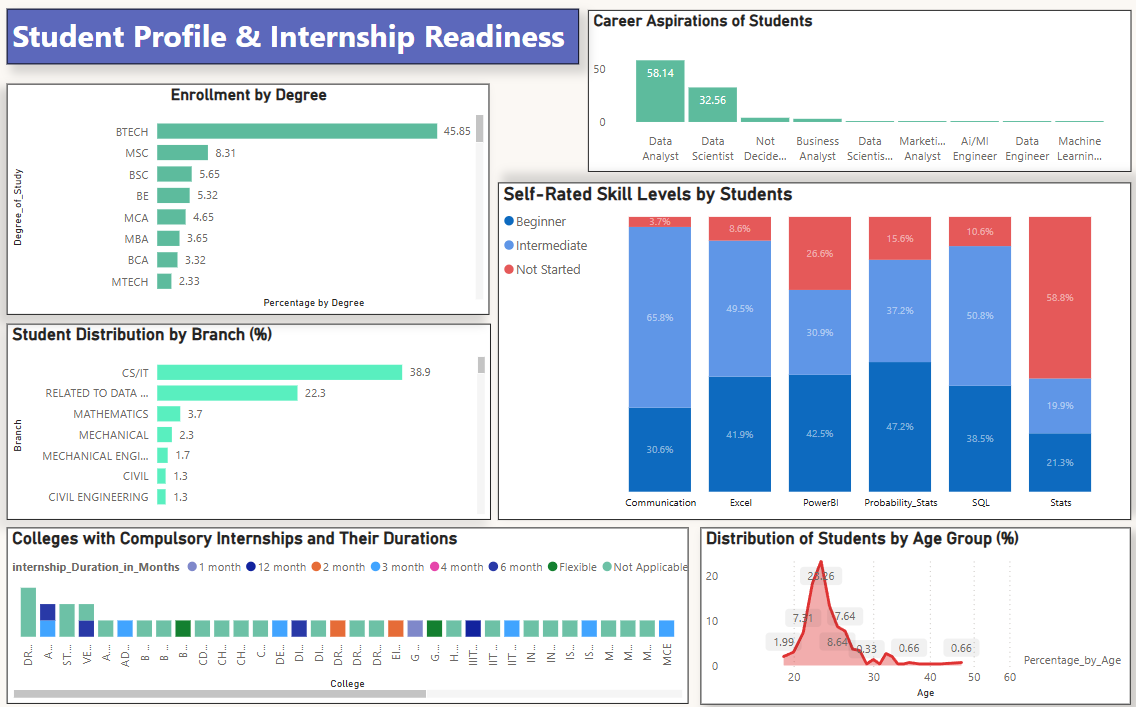 Student Profile & Internship Readiness
Career Aspirations of Students
50
0
58.14
32.56
Data Analyst
Data Scientist
Not Decide...
Business Analyst
Data Scientis...
Marketi... Analyst
Ai/Ml Engineer
Data Engineer
Machine Learnin...
Enrollment by Degree
Degree_of_Study
BTECH 45.85
MSC 8.31
BSC 5.65
BE 5.32
MCA 4.65
MBA 3.65
BCA 3.32
MTECH 2.33
Percentage by Degree
Self-Rated Skill Levels by Students
Beginner
Intermediate
Not Started
3.7% 8.6% 26.6% 15.6% 10.6% 58.8%
65.8% 49.5% 30.9% 37.2% 50.8% 19.9%
30.6% 41.9% 42.5% 47.2% 38.5% 21.3%
Communication Excel PowerBI Probability_Stats SQL Stats
Student Distribution by Branch (%)
Branch
CS/IT 38.9
RELATED TO DATA ... 22.3
MATHEMATICS 3.7
MECHANICAL 2.3
MECHANICAL ENGI... 1.7
CIVIL 1.3
CIVIL ENGINEERING 1.3
Colleges with Compulsory Internships and Their Durations
internship_Duration_in_Months 1 month 12 month 2 month 3 month 4 month 6 month Flexible Not Applicable
DR... A... ST... VE... A... AD... B ... B ... B... CD... CH... CH... C... DE... DI... DI... DR... DR... DR... EI... G ... G... H... IIIT... IIT ... IIT ... IN... IN... IS... IS... M... M... M... MCE
College
Distribution of Students by Age Group (%)
20
10
0
23.26
7.31
7.64
1.99
8.64
0.33
0.66
0.66
20 30 40 50 60
Age
Percentage_by_Age